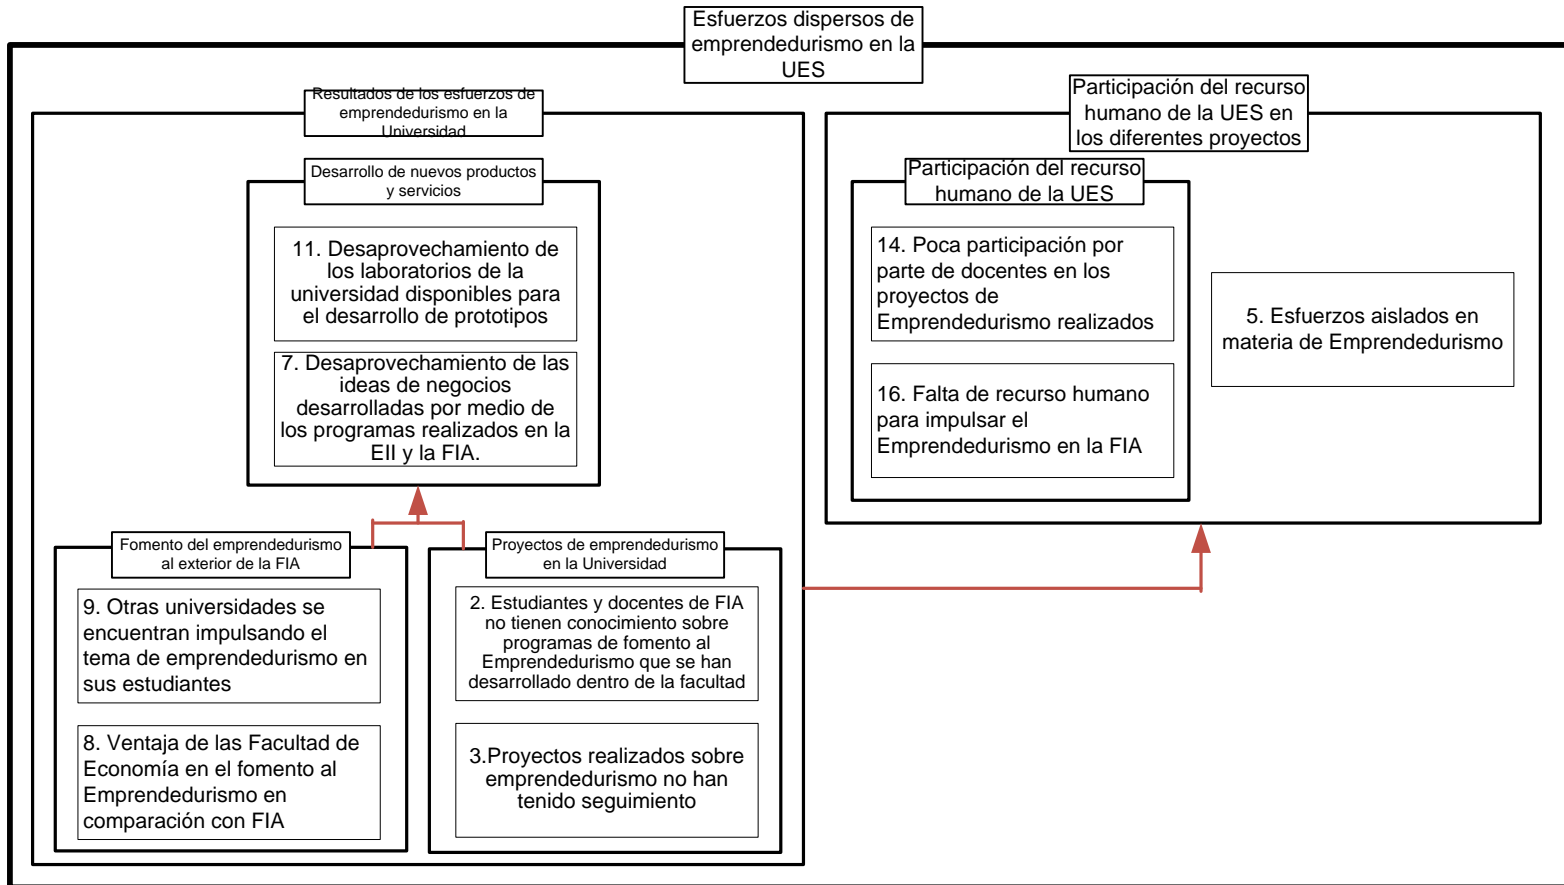 Esfuerzos dispersos de
emprendedurismo en la
UES
Resultados de los esfuerzos de
emprendedurismo en la
Universidad
Desarrollo de nuevos productos
y servicios
11. Desaprovechamiento de
los laboratorios de la
universidad disponibles para
el desarrollo de prototipos
7. Desaprovechamiento de las
ideas de negocios
desarrolladas por medio de
los programas realizados en la
EII y la FIA.
Fomento del emprendedurismo
al exterior de la FIA
9. Otras universidades se
encuentran impulsando el
tema de emprendedurismo en
sus estudiantes
8. Ventaja de las Facultad de
Economía en el fomento al
Emprendedurismo en
comparación con FIA
Proyectos de emprendedurismo
en la Universidad
2. Estudiantes y docentes de FIA
no tienen conocimiento sobre
programas de fomento al
Emprendedurismo que se han
desarrollado dentro de la facultad
3.Proyectos realizados sobre
emprendedurismo no han
tenido seguimiento
Participación del recurso
humano de la UES en
los diferentes proyectos
Participación del recurso
humano de la UES
14. Poca participación por
parte de docentes en los
proyectos de
Emprendedurismo realizados
16. Falta de recurso humano
para impulsar el
Emprendedurismo en la FIA
5. Esfuerzos aislados en
materia de Emprendedurismo